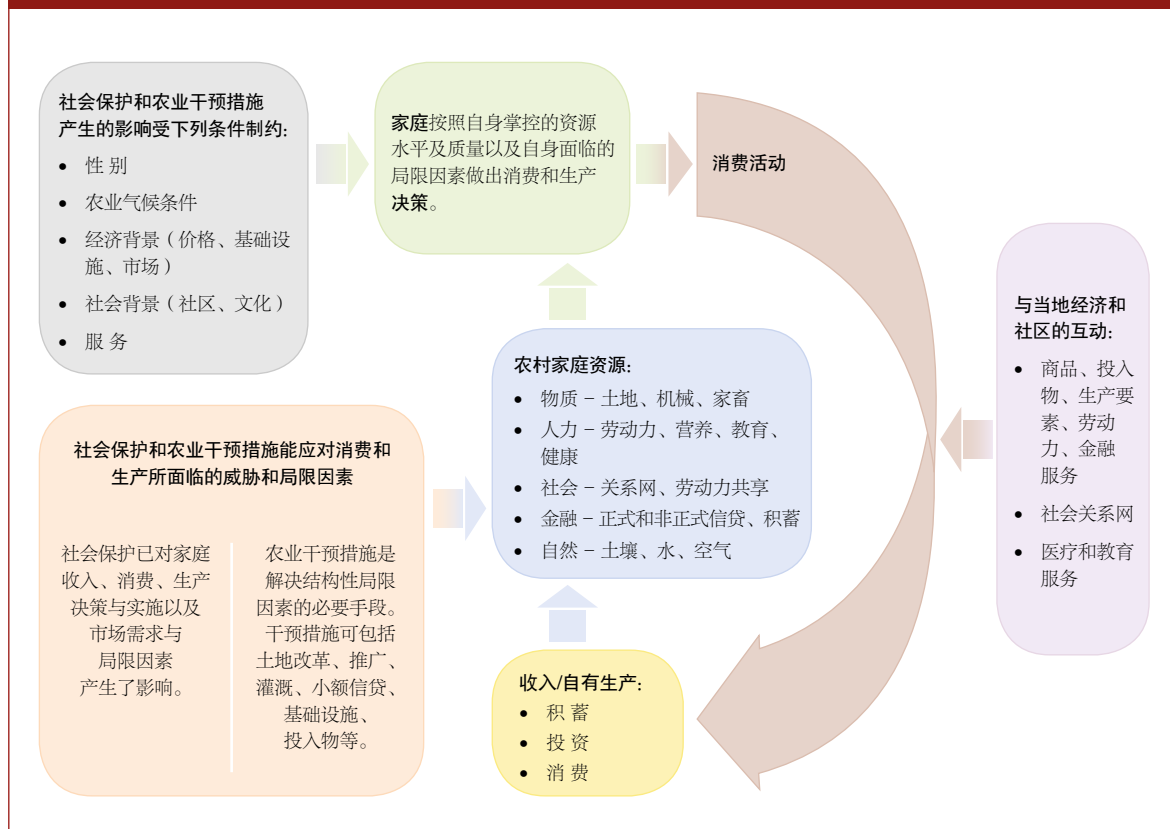 社会保护和农业干预措施
产生的影响受下列条件制约:
• 性 别
• 农业气候条件
• 经济背景（价格、基础设
施、市场）
• 社会背景（社区、文化）
• 服 务
家庭按照自身掌控的资源
水平及质量以及自身面临的
局限因素做出消费和生产
决策。
消费活动
与当地经济和
社区的互动:
• 商品、投入
物、生产要
素、劳动
力、金融
服务
• 社会关系网
• 医疗和教育
服务
农村家庭资源:
• 物质 – 土地、机械、家畜
• 人力 – 劳动力、营养、教育、
健康
• 社会 – 关系网、劳动力共享
• 金融 – 正式和非正式信贷、积蓄
• 自然 – 土壤、水、空气
社会保护和农业干预措施能应对消费和
生产所面临的威胁和局限因素
社会保护已对家庭
收入、消费、生产
决策与实施以及
市场需求与
局限因素
产生了影响。
农业干预措施是
解决结构性局限
因素的必要手段。
干预措施可包括
土地改革、推广、
灌溉、小额信贷、
基础设施、
投入物等。
收入/自有生产:
• 积 蓄
• 投 资
• 消 费